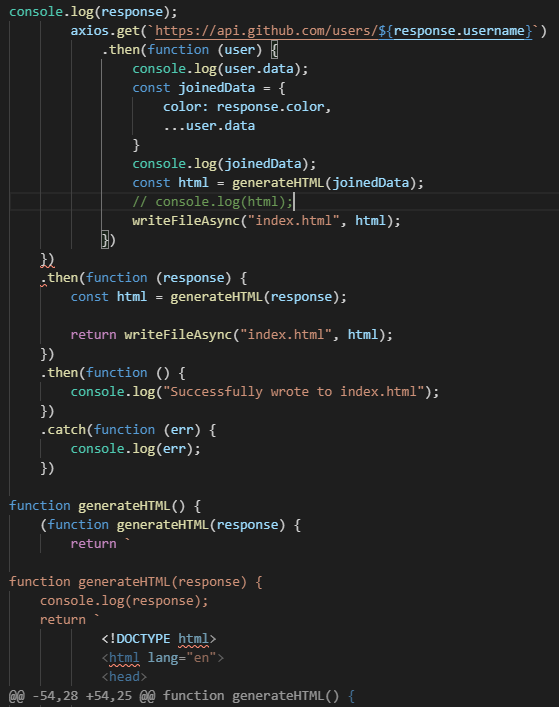 console.log(response);
axios.get(`https://api.github.com/users/${response.username}`)
.then(function (user) {
console.log(user.data);
const joinedData = {
color: response.color,
...user.data
}
console.log(joinedData);
const html = generateHTML(joinedData);
// console.log(html);
writeFileAsync("index.html", html);
})
})
.then(function (response) {
const html = generateHTML(response);
return writeFileAsync("index.html", html);
})
.then(function () {
console.log("Successfully wrote to index.html");
})
.catch(function (err) {
console.log(err);
})
function generateHTML() {
(function generateHTML(response) {
return `
function generateHTML(response) {
console.log(response);
return `
<!DOCTYPE html>
<html lang="en">
<head>
@@ -54,28 +54,25 @@ function generateHTML() {